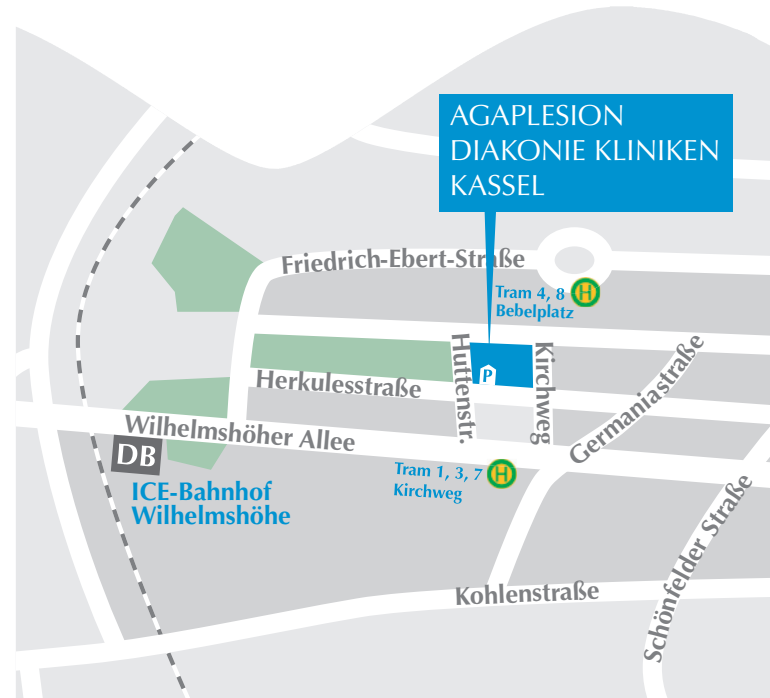 AGAPLESION
DIAKONIE KLINIKEN
KASSEL
Friedrich-Ebert-Straße
Tram 4, 8 H
Bebelplatz
Huttenstr.
Kirchweg
P
Herkulesstraße
Germaniastraße
Wilhelmshöher Allee
DB
Tram 1, 3, 7 H
Kirchweg
ICE-Bahnhof
Wilhelmshöhe
Schönfelder Straße
Kohlenstraße